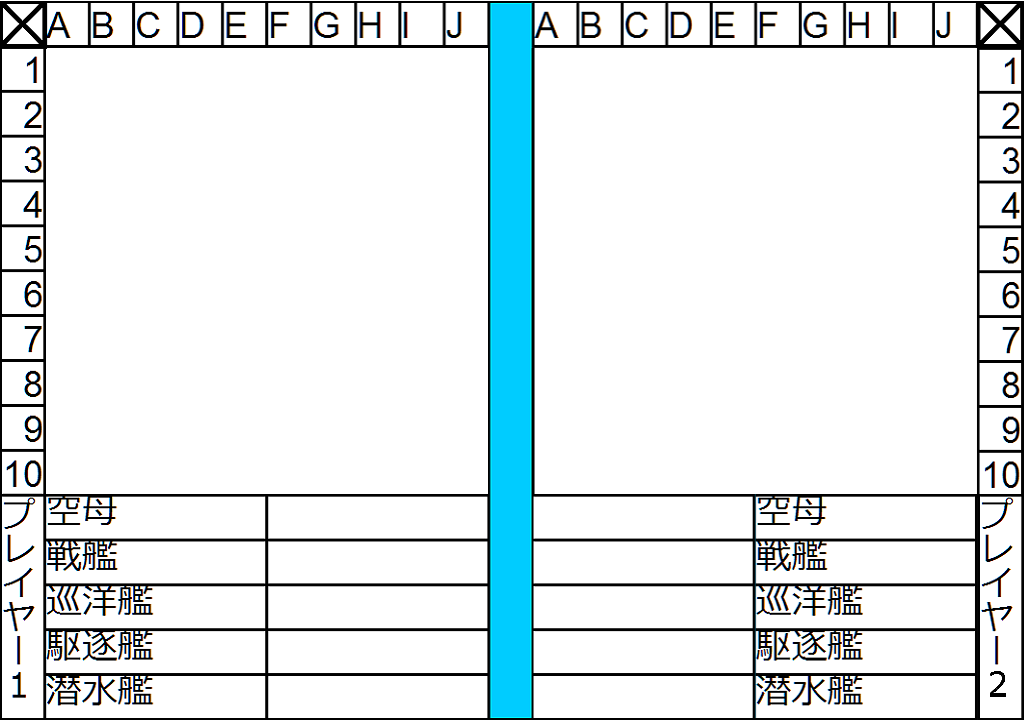 A B C D E F G H I J A B C D E F G H I J
1 1
2 2
3 3
4 4
5 5
6 6
7 7
8 8
9 9
10 10
プレイヤー1
空母
戦艦
巡洋艦
駆逐艦
潜水艦
空母
戦艦
巡洋艦
駆逐艦
潜水艦
プレイヤー2